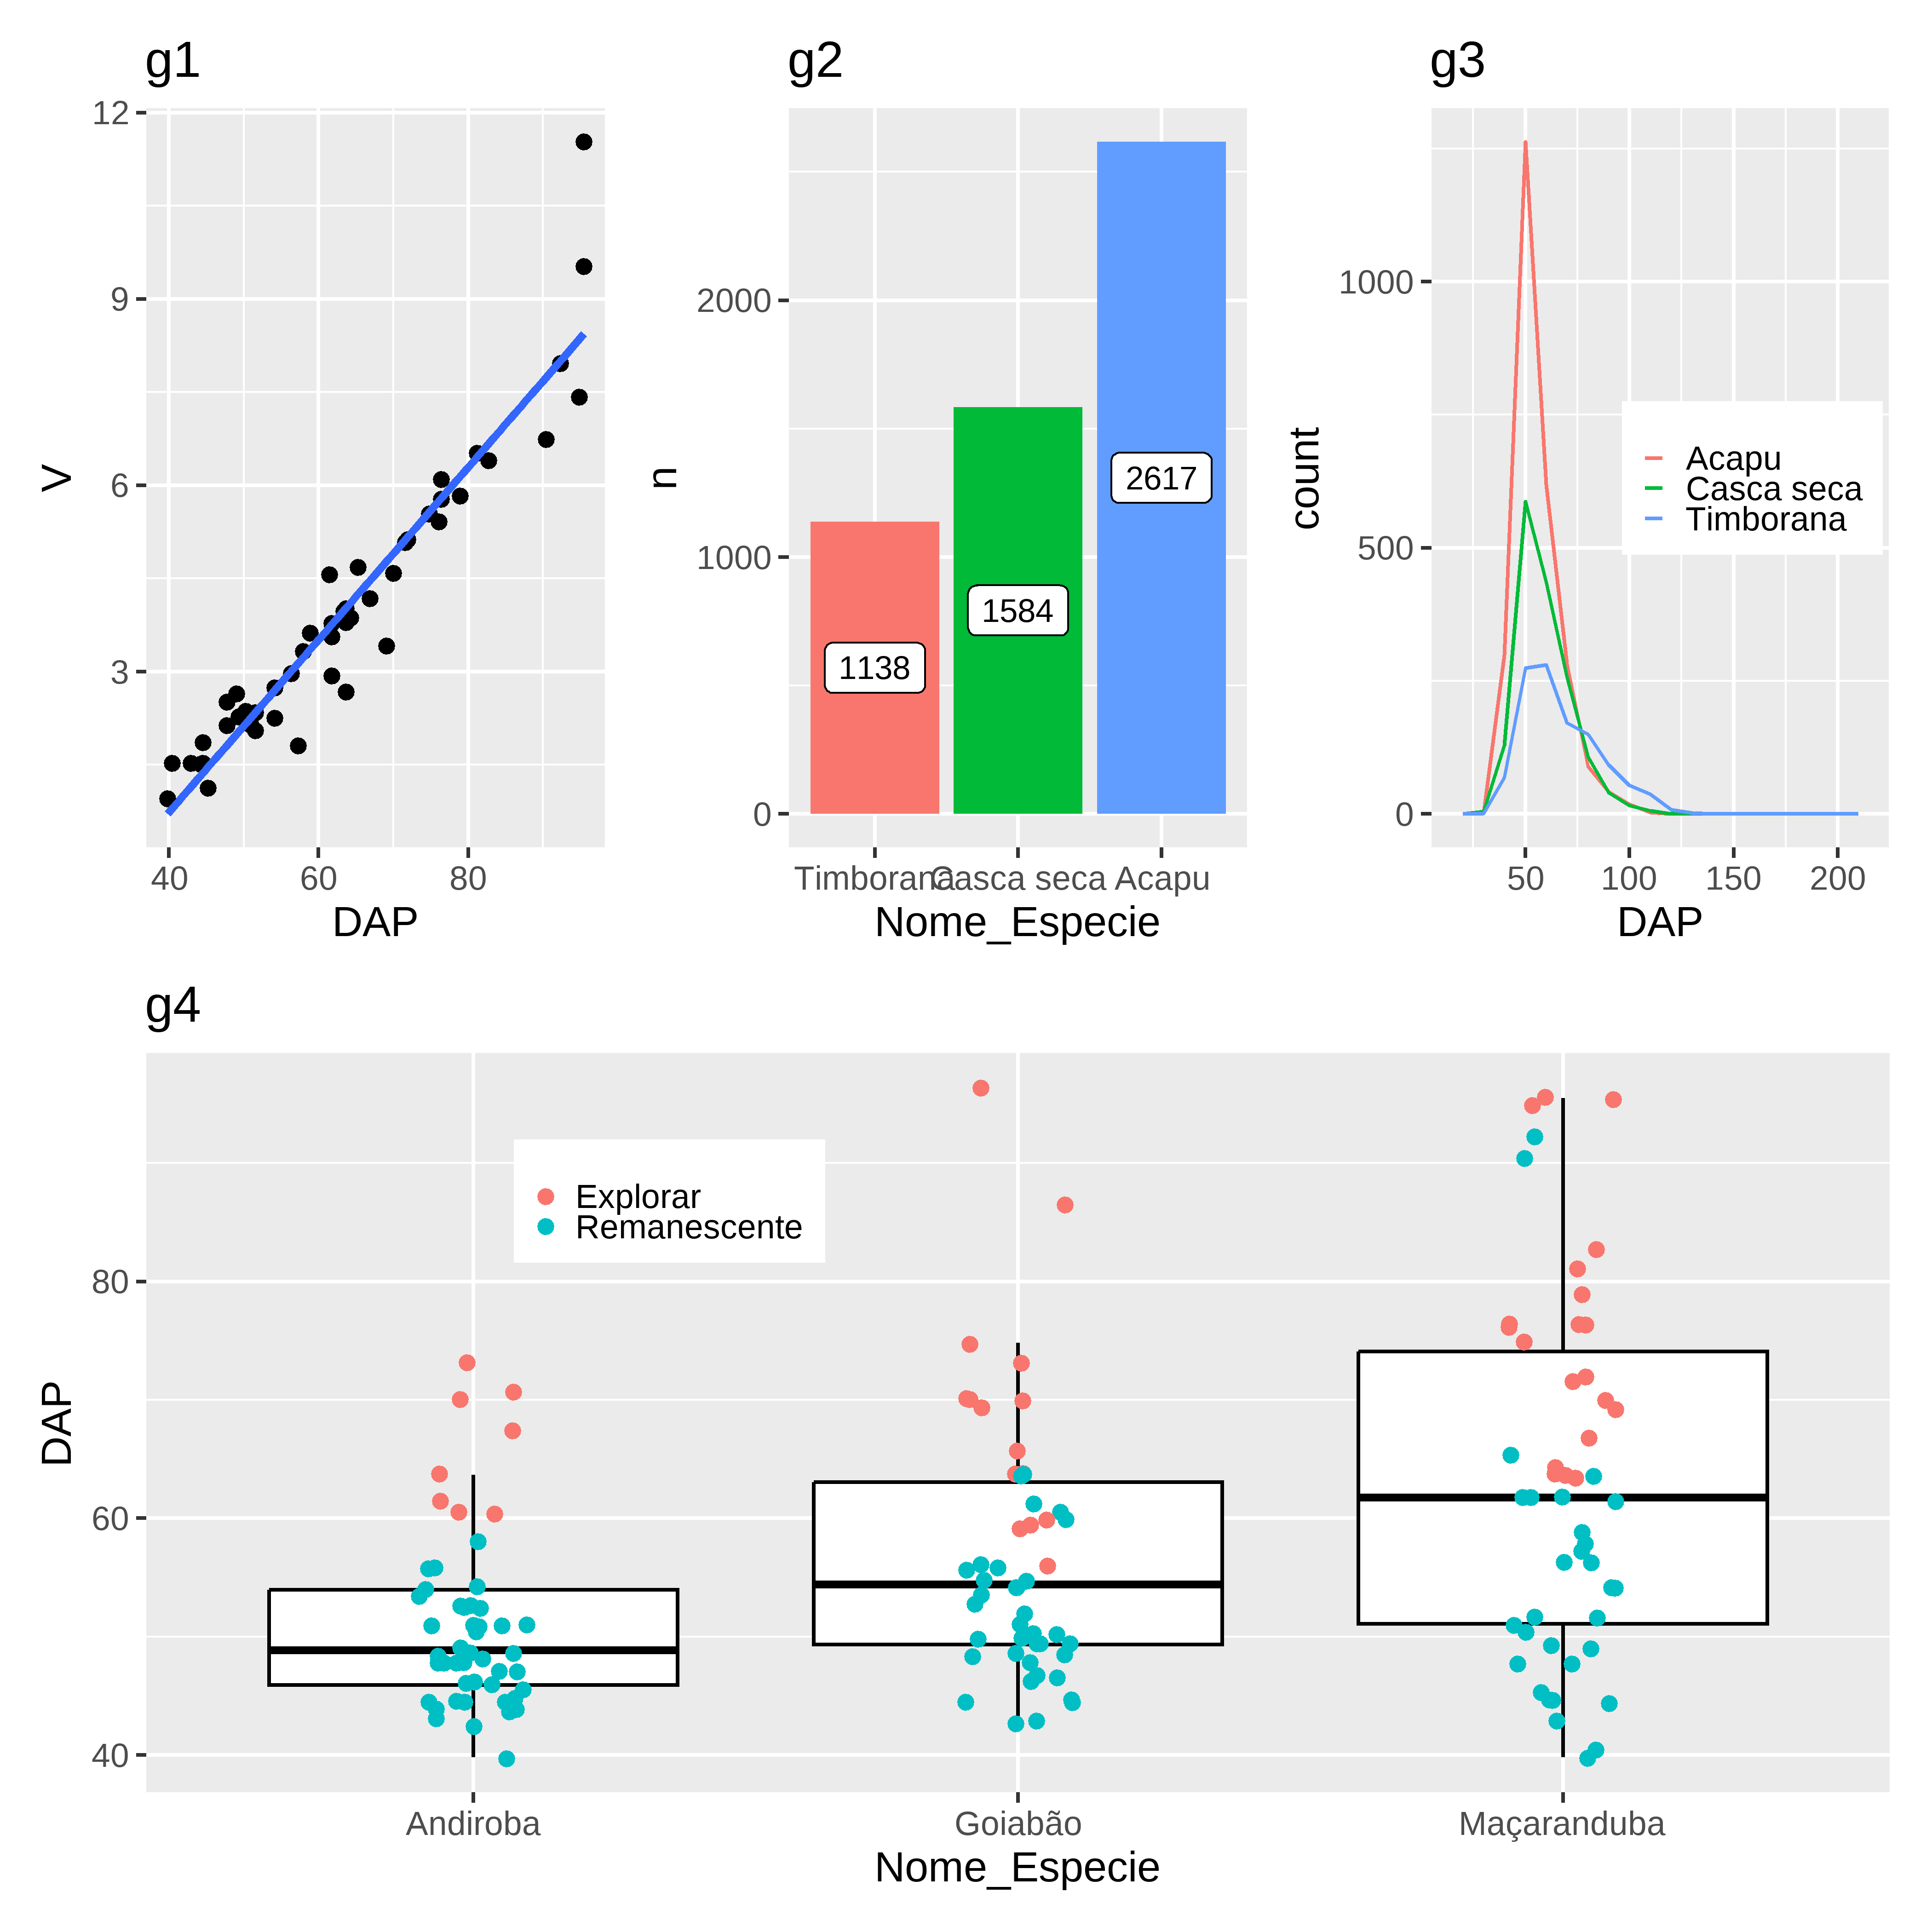 g1
12
9
6
3
V
40 60 80
DAP
g2
2000
1000
0
n
1138
1584
2617
Timborana Casca seca Acapu
Nome_Especie
g3
1000
500
0
count
Acapu
Casca seca
Timborana
50 100 150 200
DAP
g4
80
60
40
DAP
Explorar
Remanescente
Andiroba Goiabão Maçaranduba
Nome_Especie